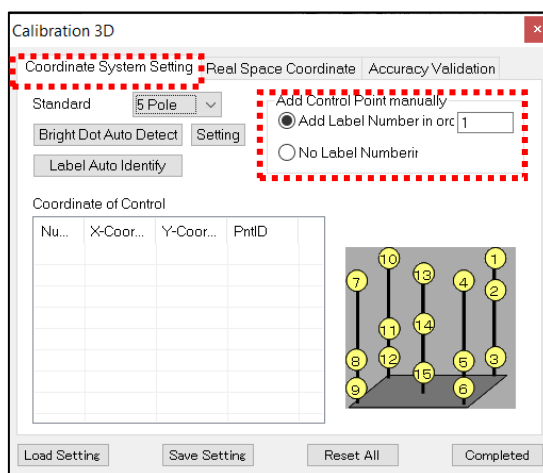 Calibration 3D
×
Coordinate System Setting Real Space Coordinate Accuracy Validation
Standard 5 Pole
Bright Dot Auto Detect Setting
Label Auto Identify
Add Control Point manually
Add Label Number in orc 1
No Label Numberir
Coordinate of Control
Nu... X-Coor... Y-Coor... PntID
10 1
7 13 4 2
11 14
8 12 5 3
15
9 6
Load Setting Save Setting Reset All Completed